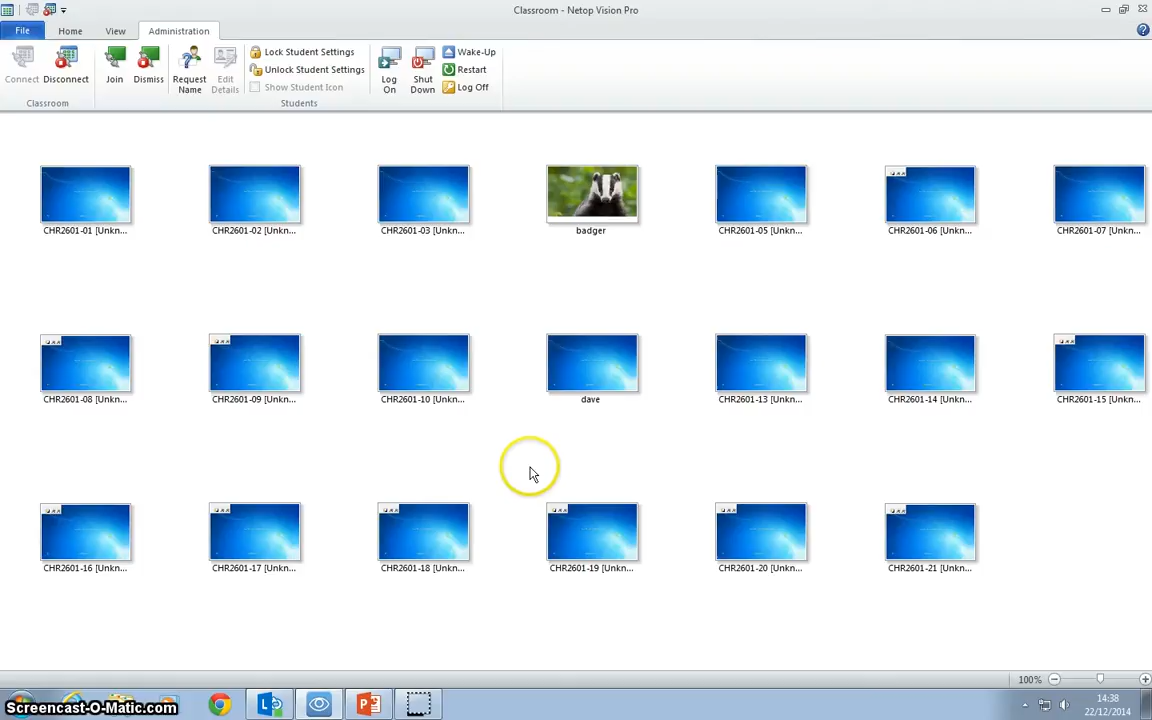 Classroom - Netop Vision Pro
File Home View Administration
Connect Disconnect Join Dismiss Request Name Edit Details
Lock Student Settings
Unlock Student Settings
Show Student Icon
Log On Shut Down
Wake-Up
Restart
Log Off
Classroom Students
CHR2601-01 [Unkn... CHR2601-02 [Unkn... CHR2601-03 [Unkn... badger CHR2601-05 [Unkn... CHR2601-06 [Unkn... CHR2601-07 [Unkn...
CHR2601-08 [Unkn... CHR2601-09 [Unkn... CHR2601-10 [Unkn... dave CHR2601-13 [Unkn... CHR2601-14 [Unkn... CHR2601-15 [Unkn...
CHR2601-16 [Unkn... CHR2601-17 [Unkn... CHR2601-18 [Unkn... CHR2601-19 [Unkn... CHR2601-20 [Unkn... CHR2601-21 [Unkn...
100%
Screencast-O-Matic.com
14:38
22/12/2014